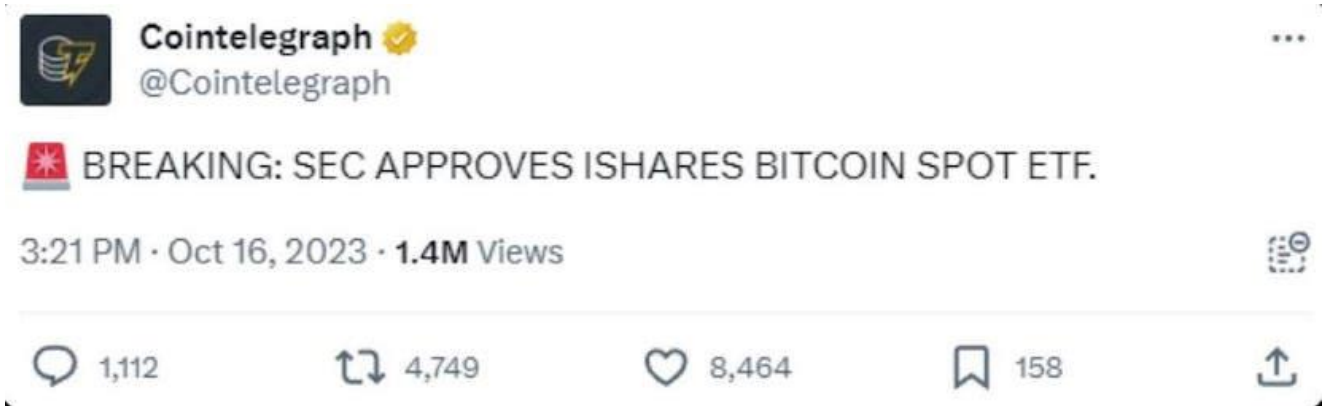 Cointelegraph
@Cointelegraph
🚨 BREAKING: SEC APPROVES ISHARES BITCOIN SPOT ETF.
3:21 PM · Oct 16, 2023 · 1.4M Views
1,112 4,749 8,464 158